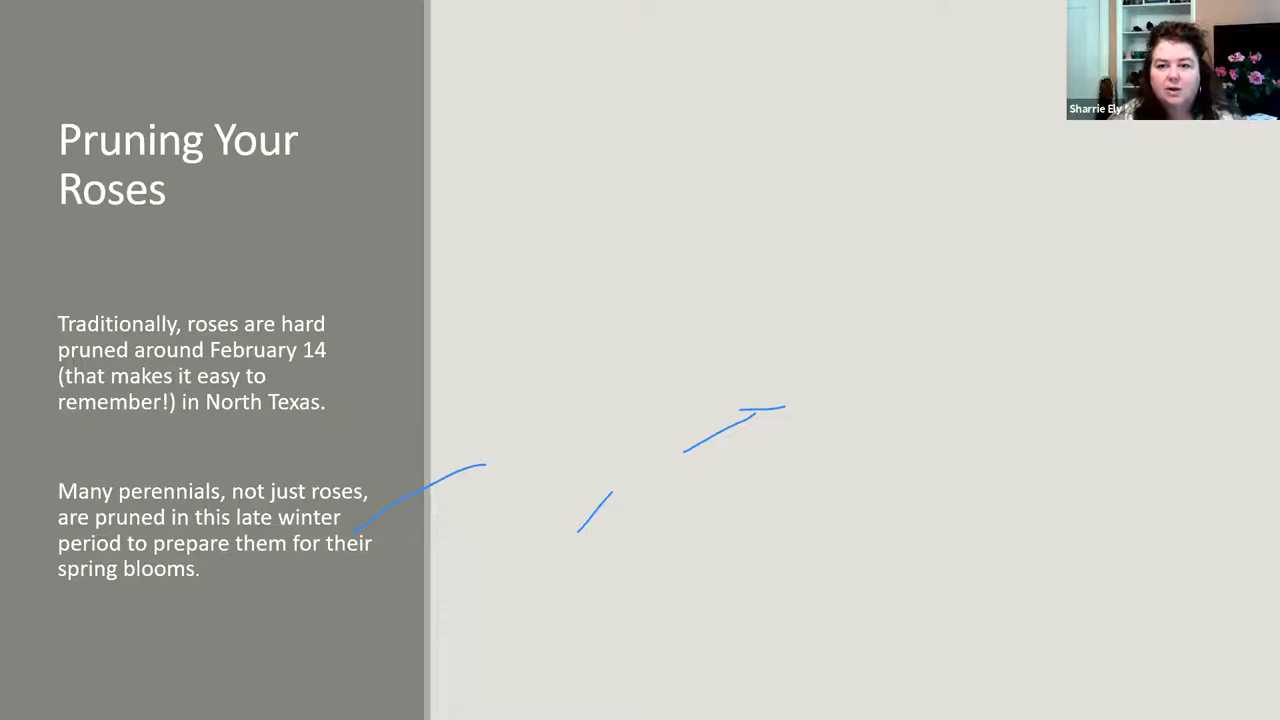 Pruning Your
Roses
Traditionally, roses are hard
pruned around February 14
(that makes it easy to
remember!) in North Texas.
Many perennials, not just roses,
are pruned in this late winter
period to prepare them for their
spring blooms.
Sharrie Ely